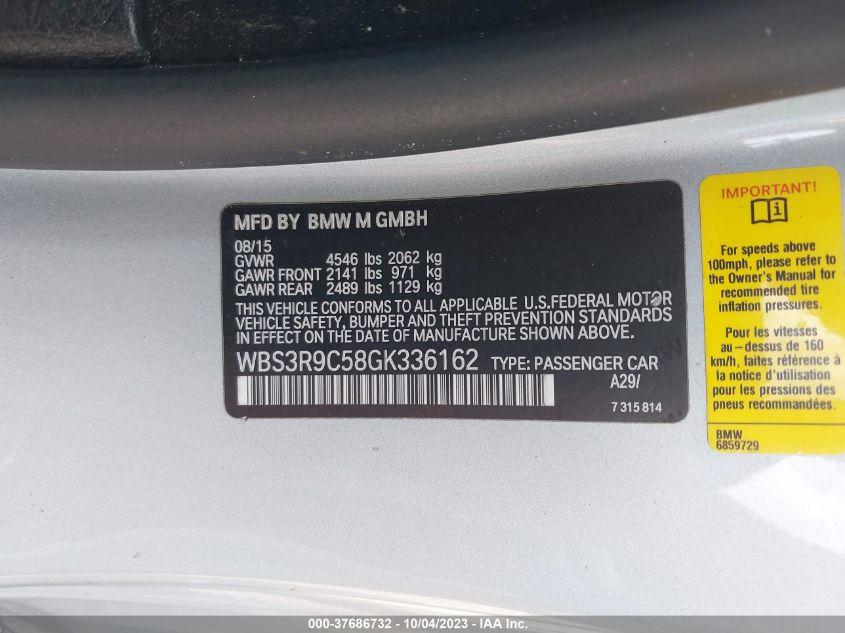 MFD BY BMW M GMBH
08/15
GVWR 4546 lbs 2062 kg
GAWR FRONT 2141 lbs 971 kg
GAWR REAR 2489 lbs 1129 kg
THIS VEHICLE CONFORMS TO ALL APPLICABLE U.S.FEDERAL MOTOR
VEHICLE SAFETY, BUMPER AND THEFT PREVENTION STANDARDS
IN EFFECT ON THE DATE OF MANUFACTURE SHOWN ABOVE.
WBS3R9C58GK336162 TYPE: PASSENGER CAR
A29/
7 315 814
IMPORTANT!
For speeds above
100mph, please refer to
the Owner's Manual for
recommended tire
inflation pressures.
Pour les vitesses
au-dessus de 160
km/h, faites référence à
la notice d'utilisation
pour les pressions des
pneus recommandées.
BMW
6859729
000-37686732 - 10/04/2023 - IAA Inc.